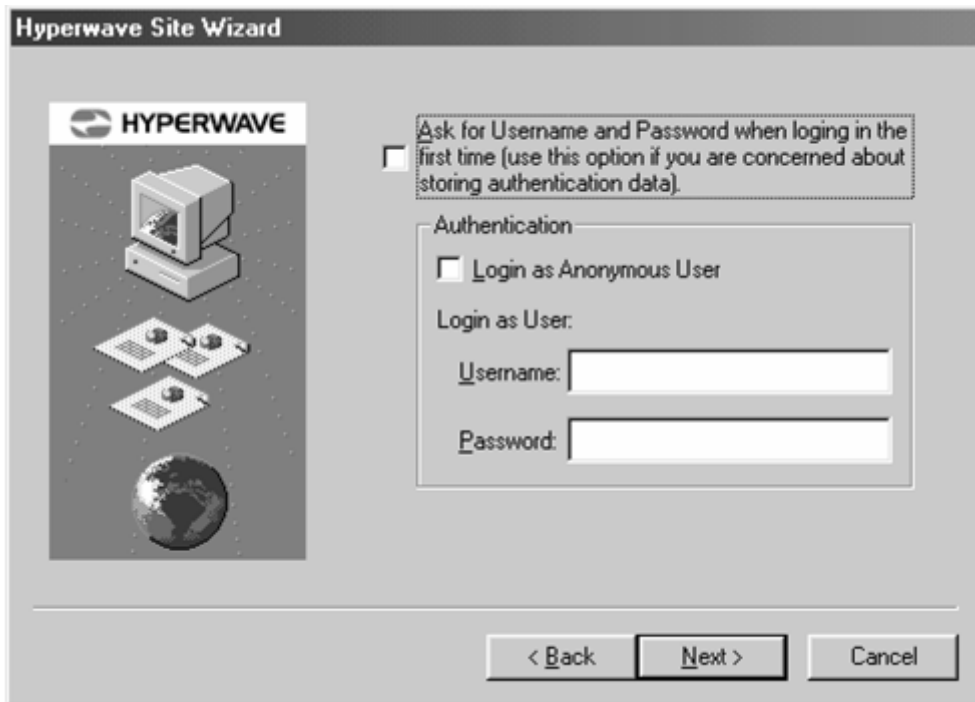 Hyperwave Site Wizard
HYPERWAVE
Ask for Username and Password when loging in the
first time (use this option if you are concerned about
storing authentication data).
Authentication
Login as Anonymous User
Login as User:
Username:
Password:
< Back
Next >
Cancel